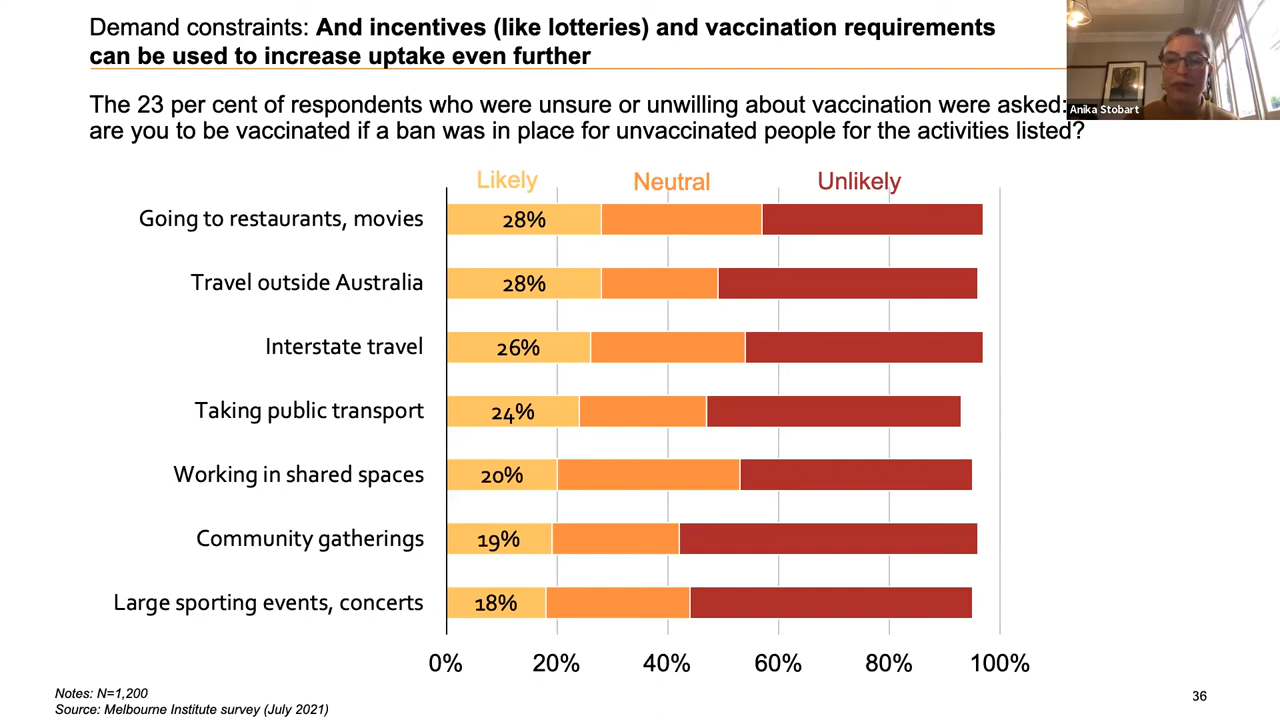 Demand constraints: And incentives (like lotteries) and vaccination requirements
can be used to increase uptake even further
Anika Stobart
The 23 per cent of respondents who were unsure or unwilling about vaccination were asked:
are you to be vaccinated if a ban was in place for unvaccinated people for the activities listed?
Likely Neutral Unlikely
Going to restaurants, movies 28%
Travel outside Australia 28%
Interstate travel 26%
Taking public transport 24%
Working in shared spaces 20%
Community gatherings 19%
Large sporting events, concerts 18%
0% 20% 40% 60% 80% 100%
Notes: N=1,200
Source: Melbourne Institute survey (July 2021)
36